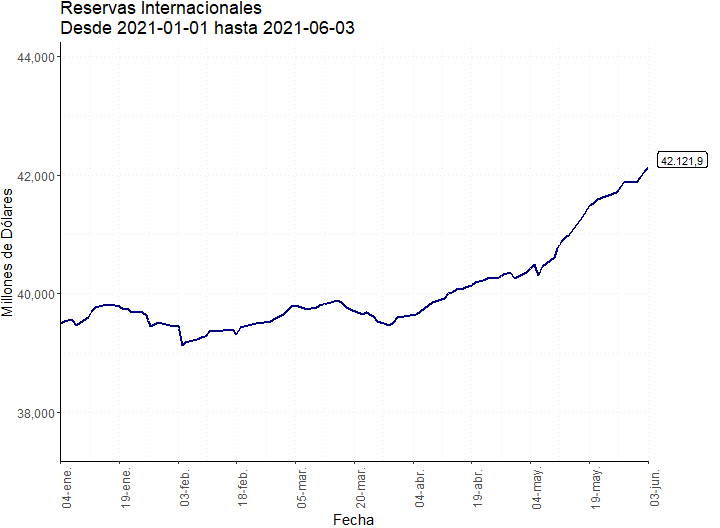 Reservas Internacionales
Desde 2021-01-01 hasta 2021-06-03
44,000
42,000
40,000
38,000
Millones de Dólares
42.121,9
04-ene.
19-ene.
03-feb.
18-feb.
05-mar.
20-mar.
04-abr.
19-abr.
04-may.
19-may.
03-jun.
Fecha